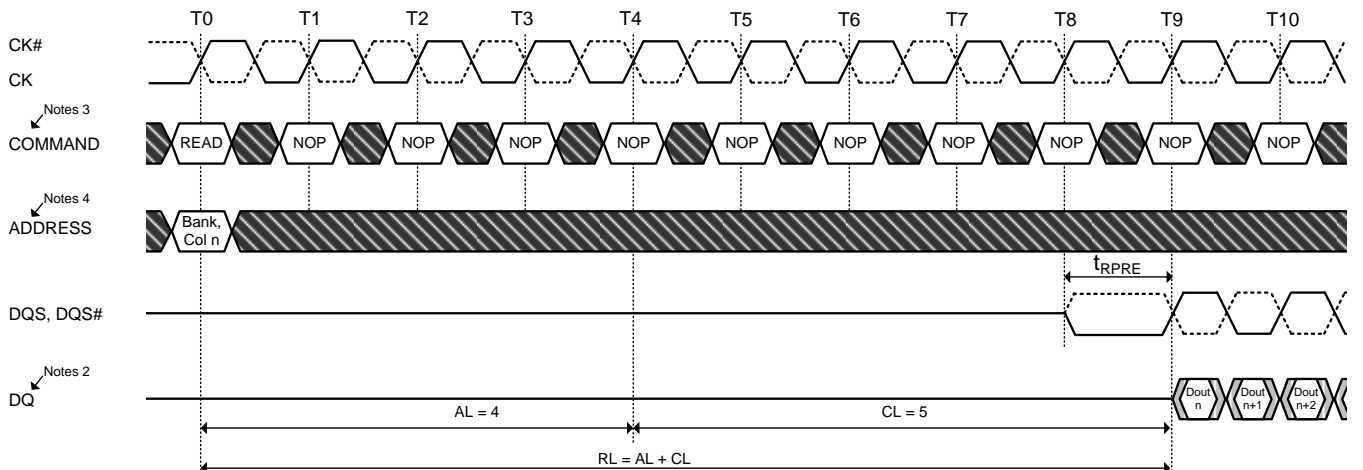 T0 T1 T2 T3 T4 T5 T6 T7 T8 T9 T10
CK#
CK
Notes 3
COMMAND READ NOP NOP NOP NOP NOP NOP NOP NOP NOP NOP
Notes 4
ADDRESS Bank,
Col n
tRPRE
DQS, DQS#
Notes 2
DQ Dout
n Dout
n+1 Dout
n+2
AL = 4 CL = 5
RL = AL + CL